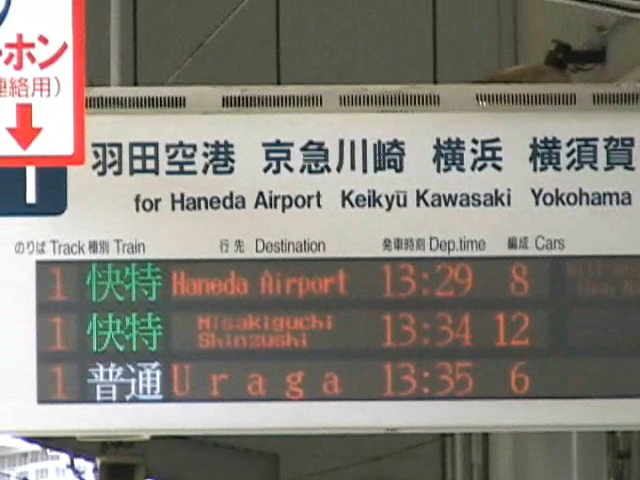 ーホン
連絡用)
1
羽田空港 京急川崎 横浜 横須賀
for Haneda Airport Keikyū Kawasaki Yokohama
のりば Track 種別 Train 行先 Destination 発車時刻 Dep.time 編成 Cars
1 快特 Haneda Airport 13:29 8
1 快特 Misakiguchi Shinzushi 13:34 12
1 普通 Uraga 13:35 6